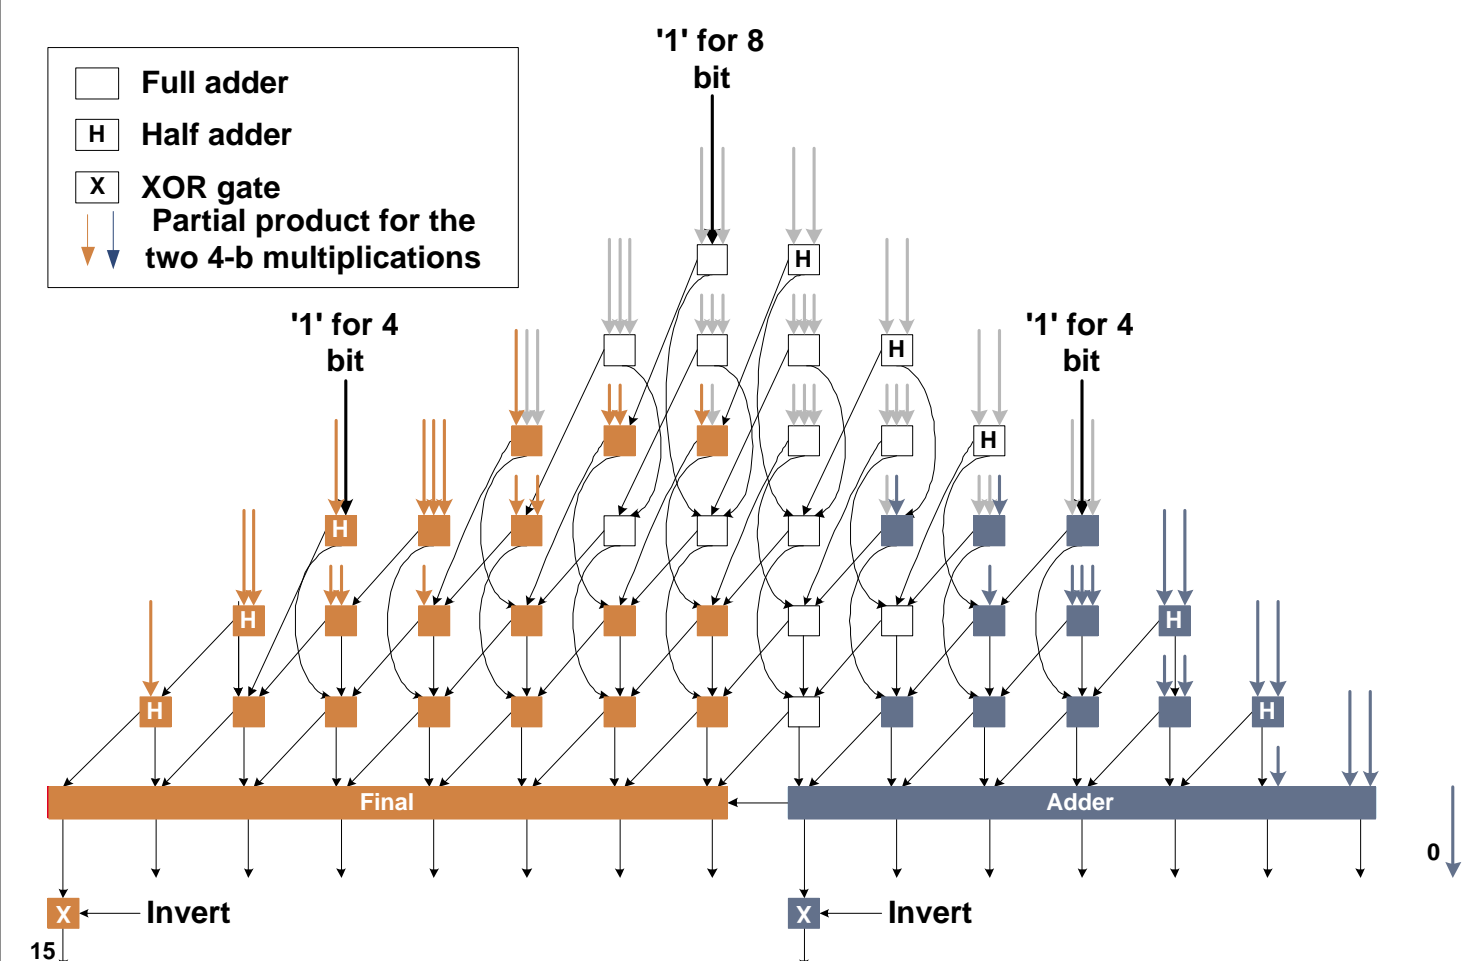 '1' for 8
bit
Full adder
H Half adder
X XOR gate
Partial product for the
two 4-b multiplications
H
'1' for 4
bit
'1' for 4
bit
H
H
H
H
H
H
H
Final
Adder
0
X Invert
X Invert
15